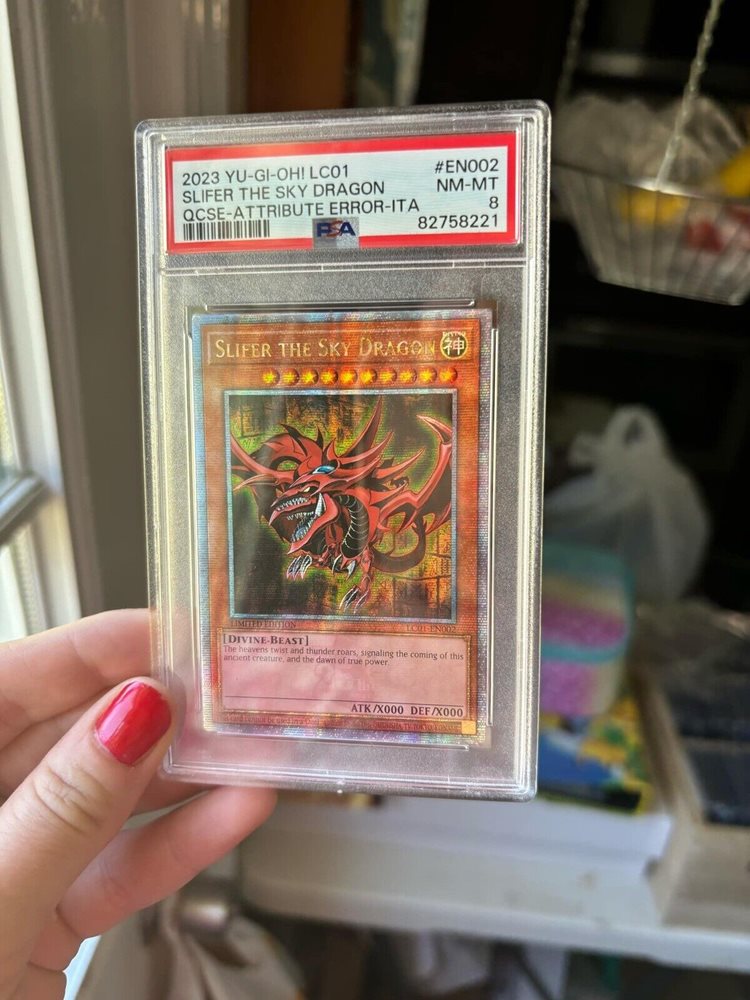 2023 YU-GI-OH! LC01 #EN002
SLIFER THE SKY DRAGON NM-MT
QCSE-ATTRIBUTE ERROR-ITA 8
PSA 82758221
SLIFER THE SKY DRAGON 神
LIMITED EDITION LC01-EN002
[DIVINE-BEAST]
The heavens twist and thunder roars, signaling the coming of this
ancient creature, and the dawn of true power.
ATK/X000 DEF/X000